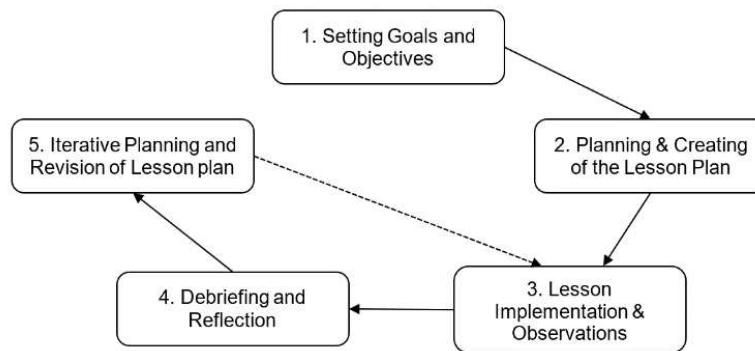 1. Setting Goals and
Objectives
2. Planning & Creating
of the Lesson Plan
3. Lesson
Implementation &
Observations
4. Debriefing and
Reflection
5. Iterative Planning and
Revision of Lesson plan